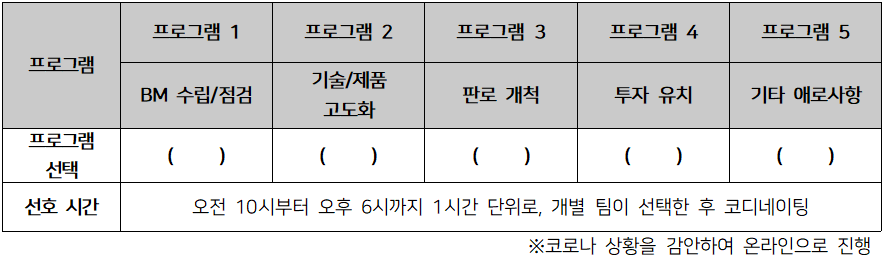 프로그램
프로그램 1
프로그램 2
프로그램 3
프로그램 4
프로그램 5
BM 수립/점검
기술/제품
고도화
판로 개척
투자 유치
기타 애로사항
프로그램
선택
( )
( )
( )
( )
( )
선호 시간
오전 10시부터 오후 6시까지 1시간 단위로, 개별 팀이 선택한 후 코디네이팅
※코로나 상황을 감안하여 온라인으로 진행